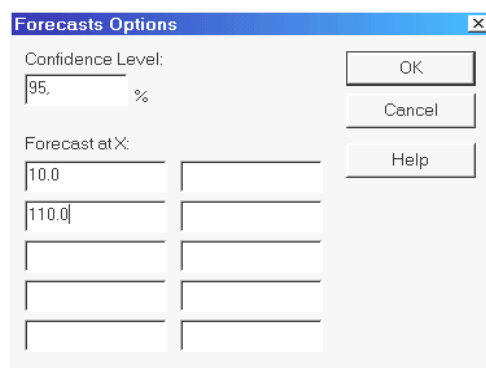 Forecasts Options
Confidence Level:
95,
%
OK
Cancel
Help
Forecast at X:
10.0
110.0